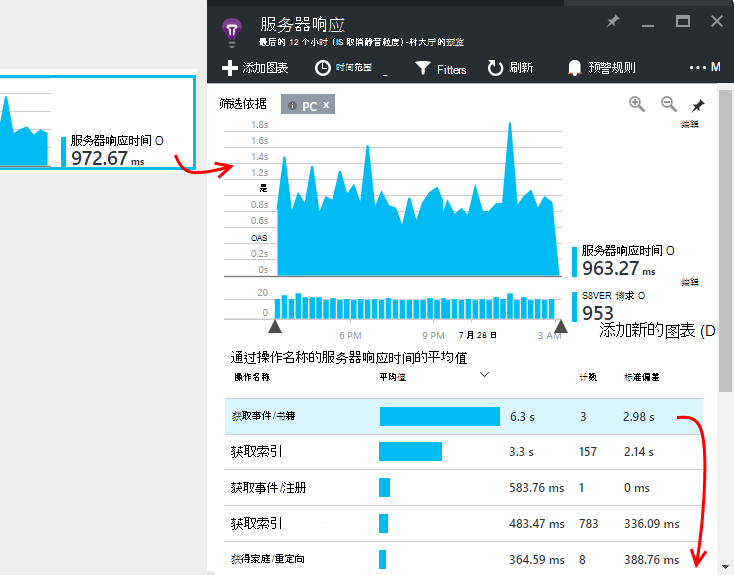 服务器响应
最后的 12 个小时 (IS 取消静音粒度) -村大厅的预览
添加图表
时间范围
Fitters
刷新
预警规则
••• M
服务器响应时间 O
972.67 ms
筛选依据
PC x
编辑
1.8s
1.6s
1.4s
1.2s
是
0.8s
0.6s
OAS
0.2s
0s
服务器响应时间 O
963.27 ms
编辑
20
0
S8VER 请求 O
953
添加新的图表 (D
6 PM
9 PM
7 月 28 日
3 AM
通过操作名称的服务器响应时间的平均值
操作名称 平均值 计数 标准偏差
获取事件/书籍 6.3 s 3 2.98 s
获取索引 3.3 s 157 2.14 s
获取事件/注册 583.76 ms 1 0 ms
获取索引 483.47 ms 783 336.09 ms
获得家庭/重定向 364.59 ms 8 388.76 ms